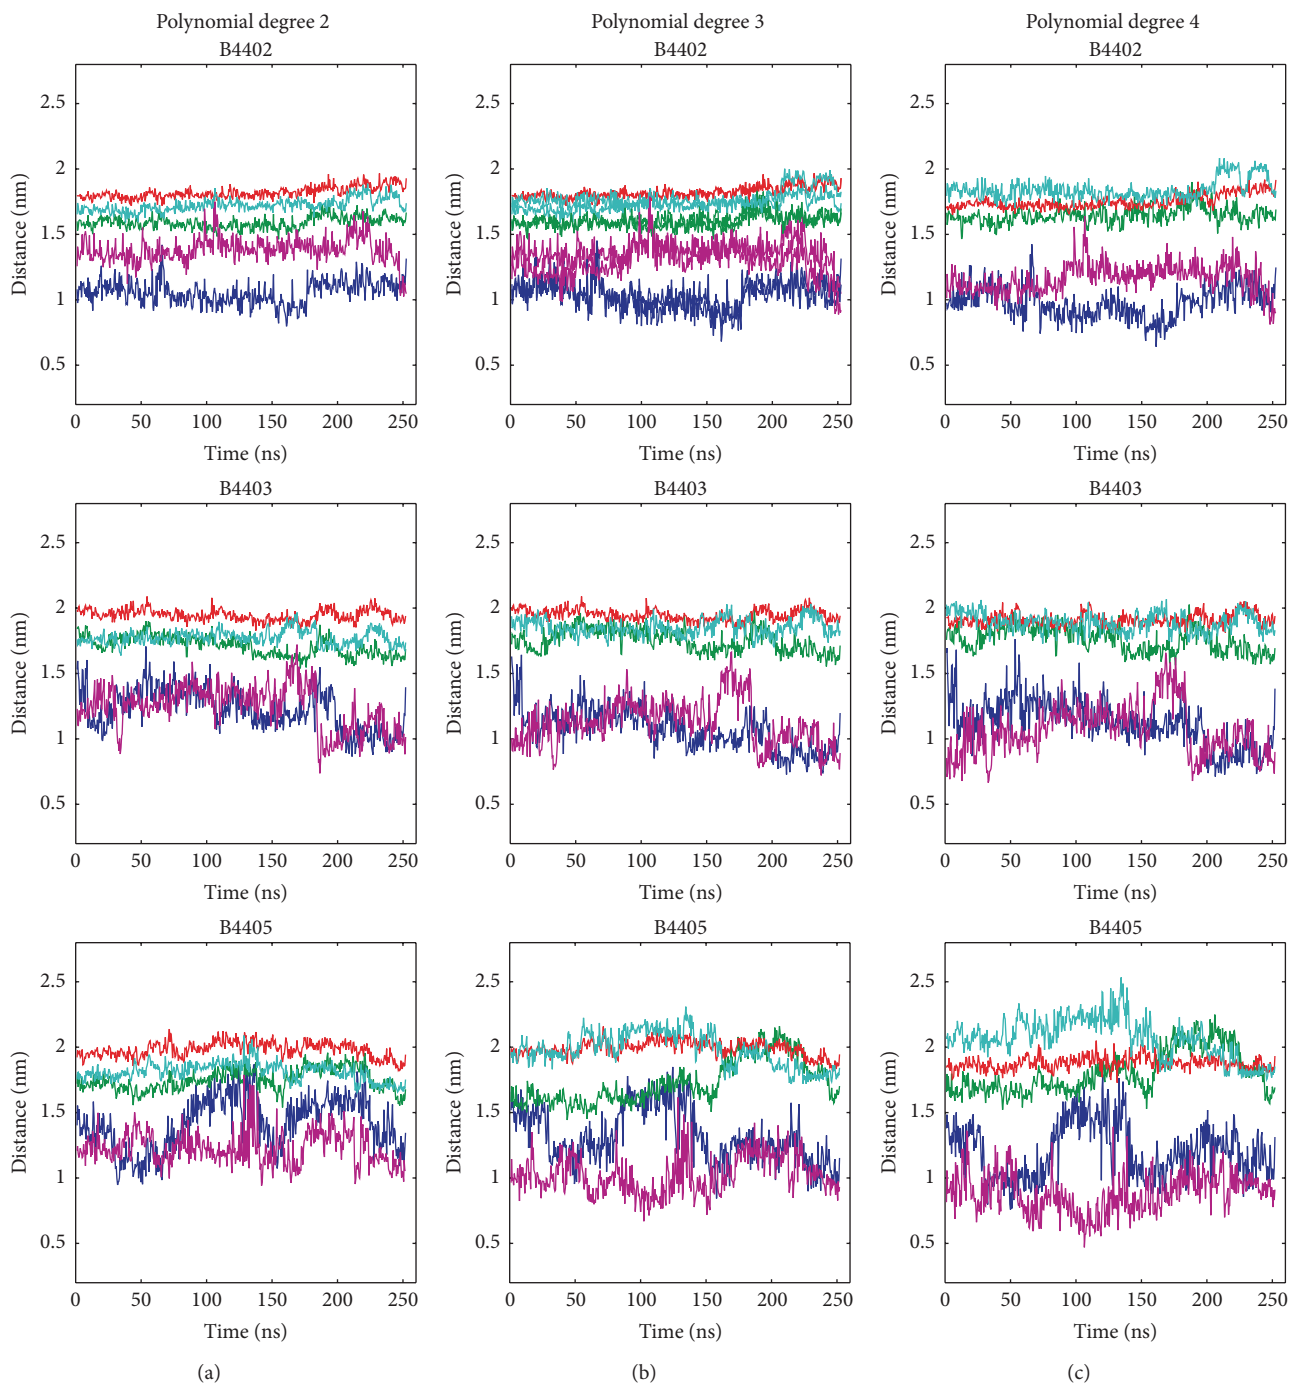 Polynomial degree 2 Polynomial degree 3 Polynomial degree 4
B4402 B4402 B4402
2.5 2.5 2.5
2 2 2
1.5 1.5 1.5
1 1 1
0.5 0.5 0.5
Distance (nm) Distance (nm) Distance (nm)
0 50 100 150 200 250 0 50 100 150 200 250 0 50 100 150 200 250
Time (ns) Time (ns) Time (ns)
B4403 B4403 B4403
2.5 2.5 2.5
2 2 2
1.5 1.5 1.5
1 1 1
0.5 0.5 0.5
Distance (nm) Distance (nm) Distance (nm)
0 50 100 150 200 250 0 50 100 150 200 250 0 50 100 150 200 250
Time (ns) Time (ns) Time (ns)
B4405 B4405 B4405
2.5 2.5 2.5
2 2 2
1.5 1.5 1.5
1 1 1
0.5 0.5 0.5
Distance (nm) Distance (nm) Distance (nm)
0 50 100 150 200 250 0 50 100 150 200 250 0 50 100 150 200 250
Time (ns) Time (ns) Time (ns)
(a) (b) (c)